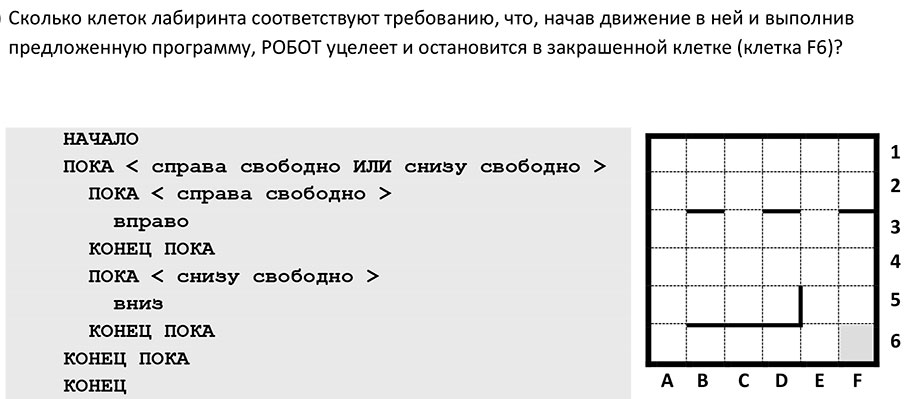 ) Сколько клеток лабиринта соответствуют требованию, что, начав движение в ней и выполнив
предложенную программу, РОБОТ уцелеет и остановится в закрашенной клетке (клетка F6)?
НАЧАЛО
ПОКА < справа свободно ИЛИ снизу свободно >
ПОКА < справа свободно >
вправо
КОНЕЦ ПОКА
ПОКА < снизу свободно >
вниз
КОНЕЦ ПОКА
КОНЕЦ ПОКА
КОНЕЦ
1
2
3
4
5
6
A B C D E F